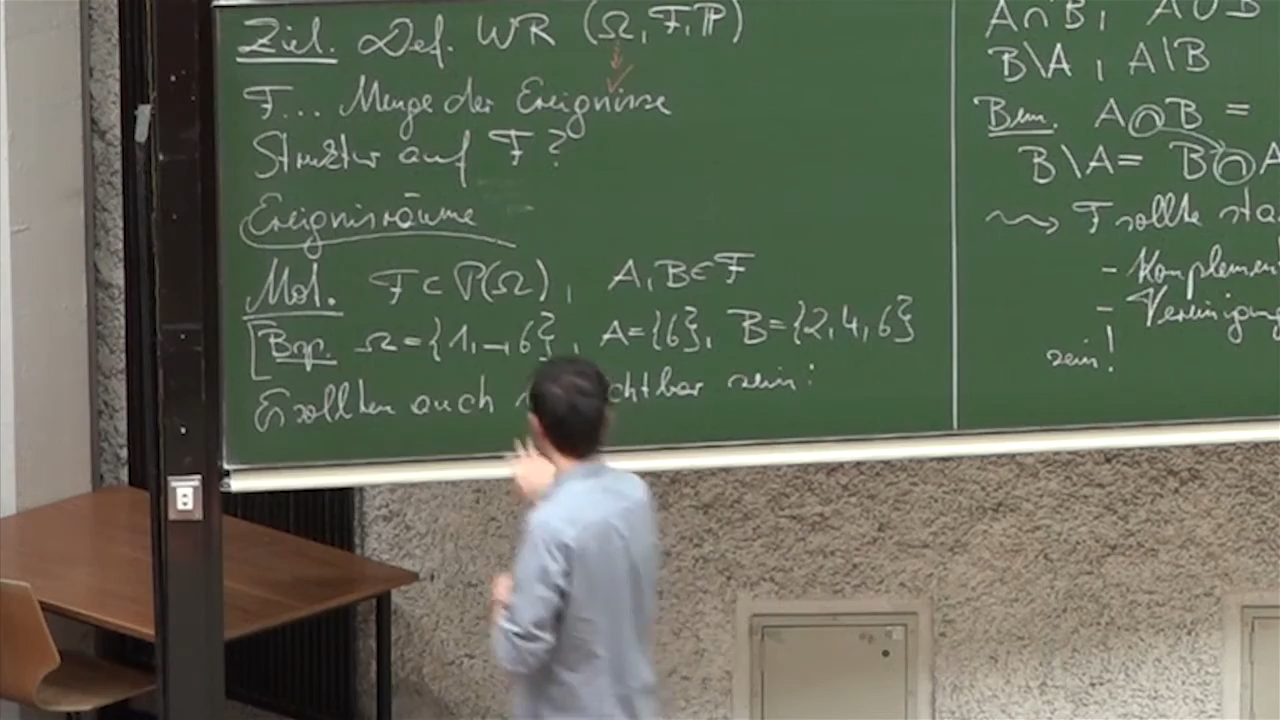 Ziel. Def. WR (Ω, F, P)
✓
F... Menge der Ereignisse
Struktur auf F?
Ereignisräume
Mot. F ⊂ P(Ω), A, B ∈ F
[Bsp. Ω = {1, –, 6}, A = {6}, B = {2, 4, 6}
Es sollten auch chtbar sein:
A∩B, A∪B
B\A, A\B
Bem. A∩B =
B\A = B∩A
⤳ F sollte sta
- Komplement
- Vereinigung
sein!